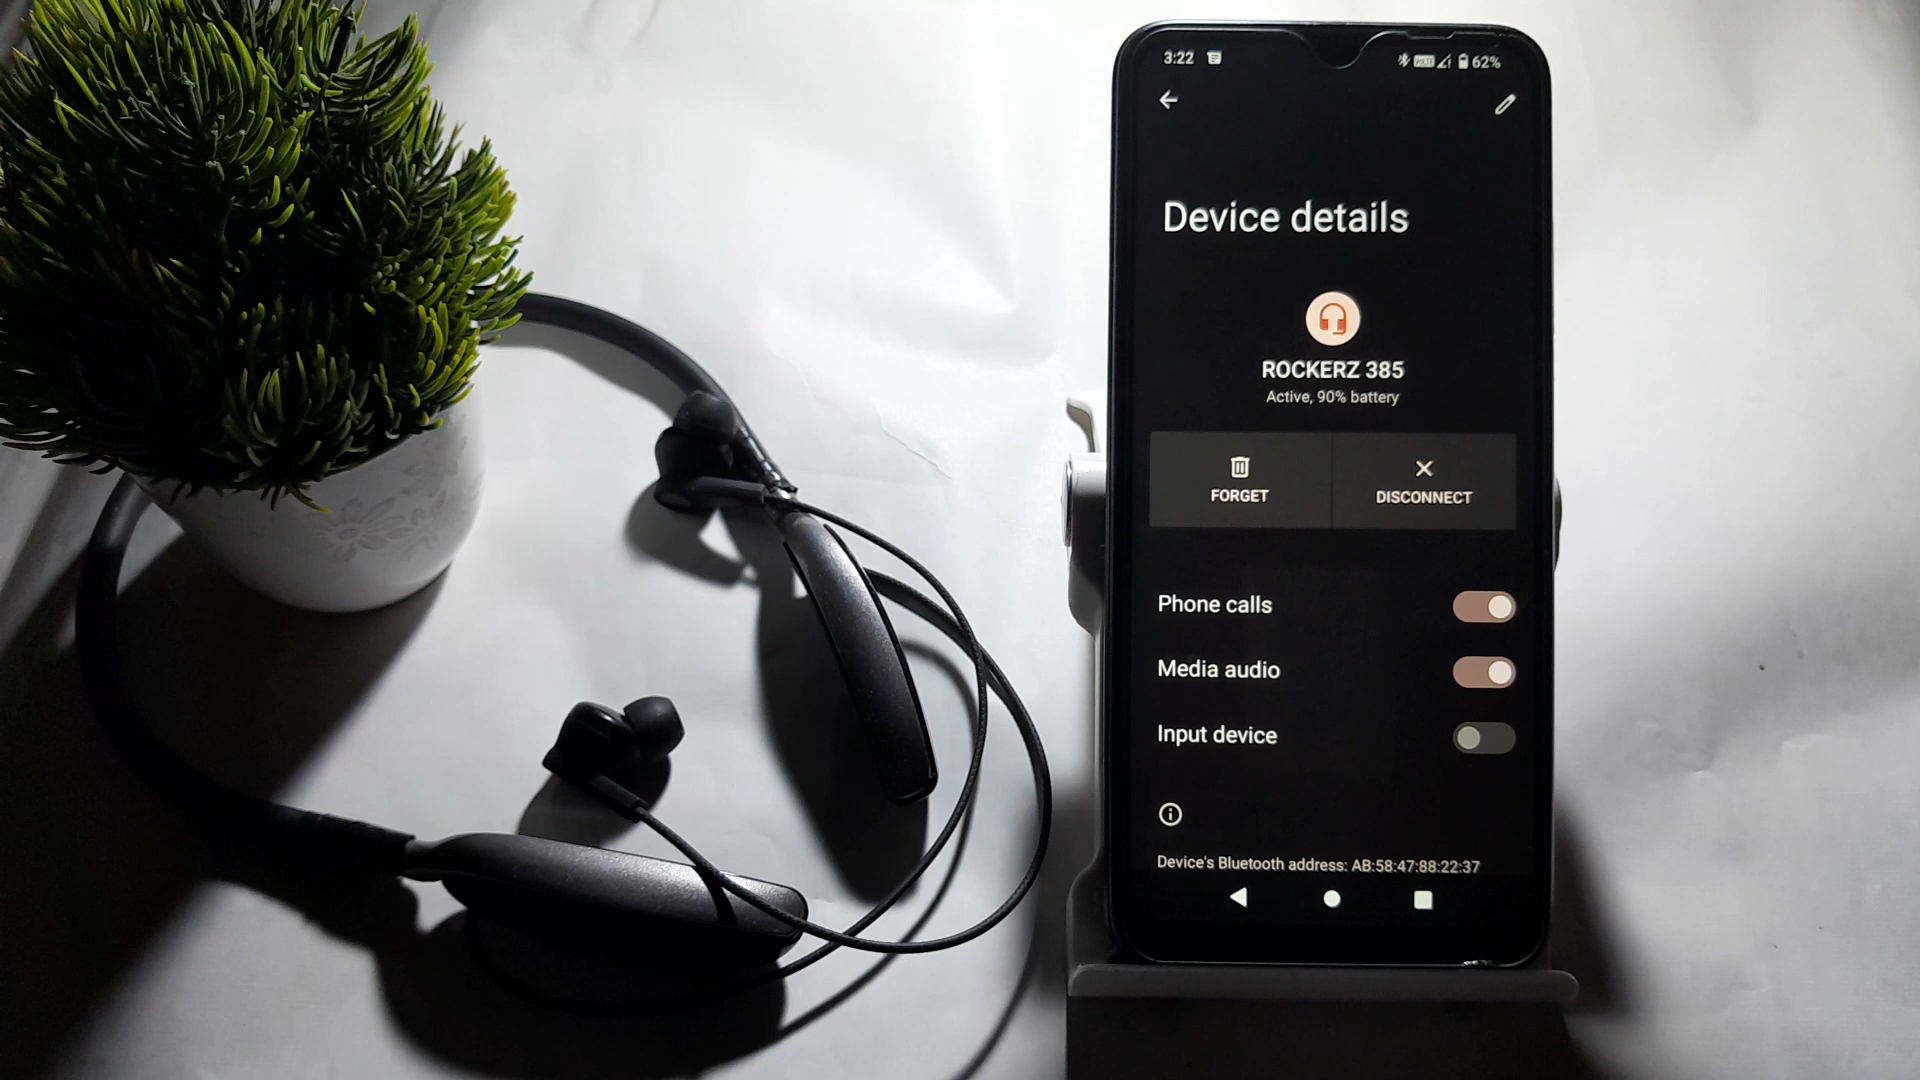 3:22 62%
Device details
ROCKERZ 385
Active, 90% battery
FORGET DISCONNECT
Phone calls
Media audio
Input device
Device's Bluetooth address: AB:58:47:88:22:37